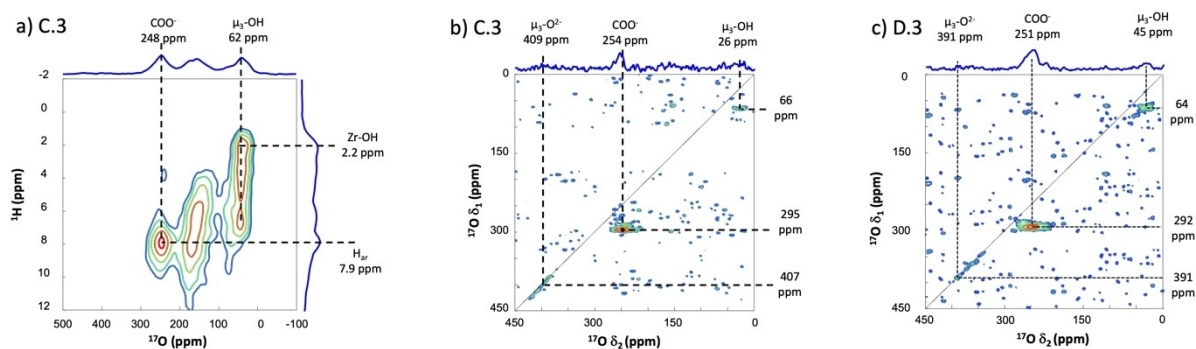 a) C.3
COO⁻
248 ppm
μ₃-OH
62 ppm
-2
0
2
4
6
8
10
12
¹H (ppm)
Zr-OH
2.2 ppm
Hₐᵣ
7.9 ppm
500 400 300 200 100 0 -100
¹⁷O (ppm)
b) C.3
μ₃-O²⁻
409 ppm
COO⁻
254 ppm
μ₃-OH
26 ppm
0
150
300
450
¹⁷O δ₁ (ppm)
66
ppm
295
ppm
407
ppm
450 300 150 0
¹⁷O δ₂ (ppm)
c) D.3
μ₃-O²⁻
391 ppm
COO⁻
251 ppm
μ₃-OH
45 ppm
0
150
300
450
¹⁷O δ₁ (ppm)
64
ppm
292
ppm
391
ppm
450 300 150 0
¹⁷O δ₂ (ppm)